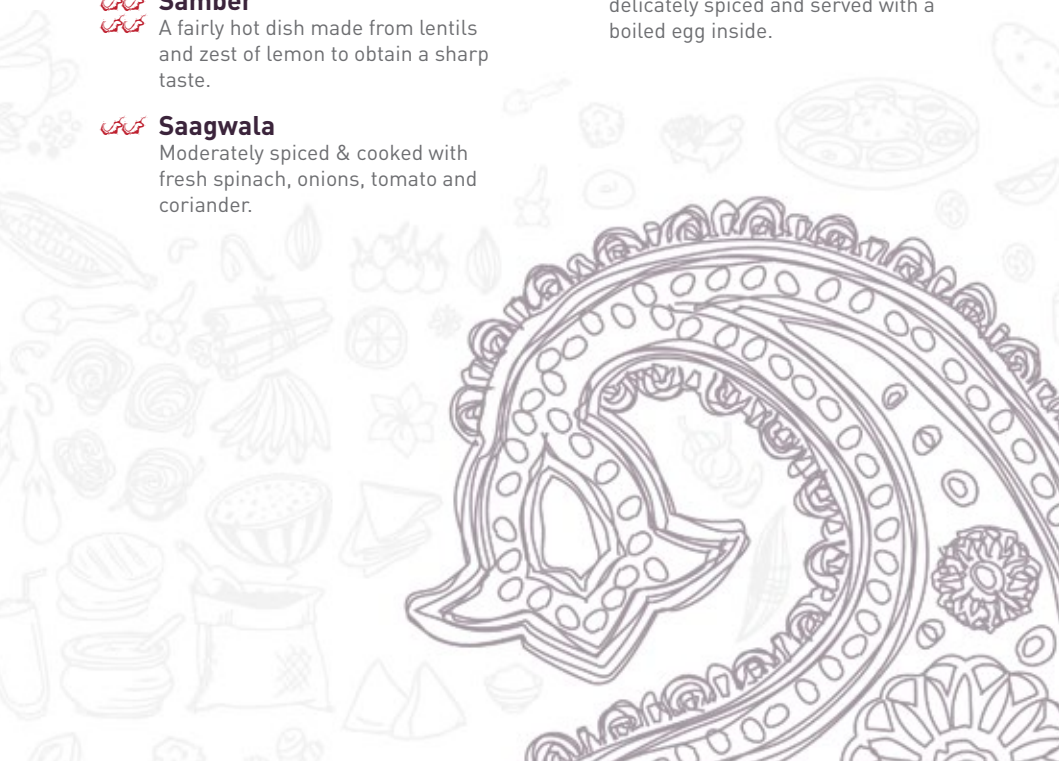 Samber
A fairly hot dish made from lentils
and zest of lemon to obtain a sharp
taste.
Saagwala
Moderately spiced & cooked with
fresh spinach, onions, tomato and
coriander.
delicately spiced and served with a
boiled egg inside.